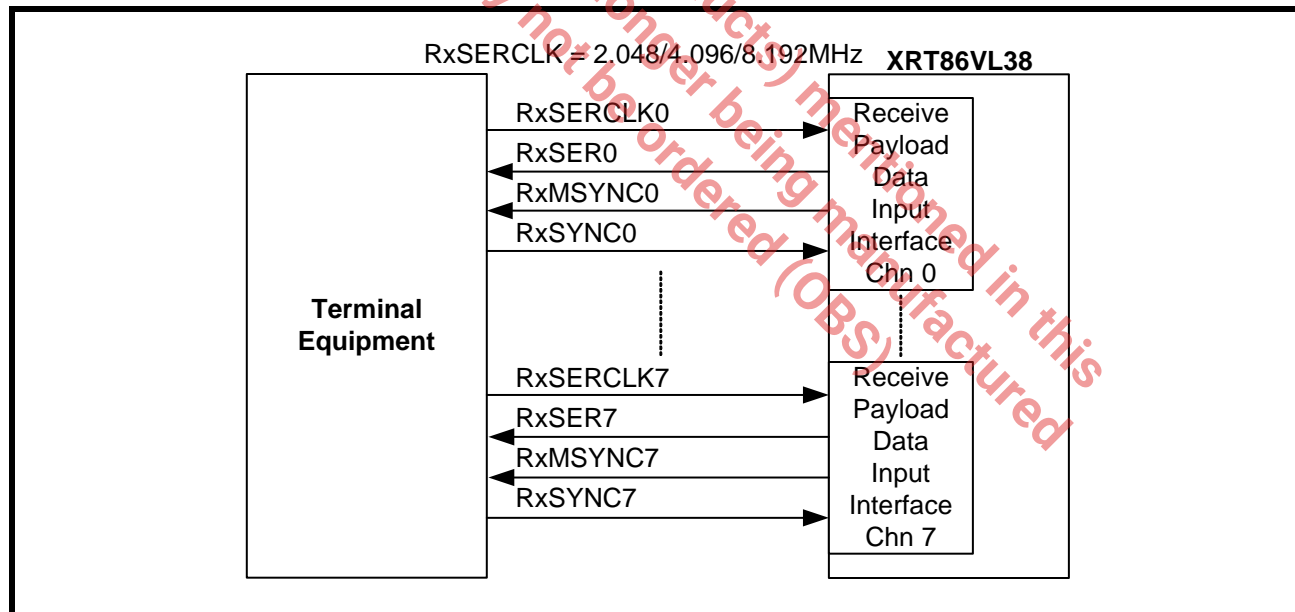 RxSERCLK = 2.048/4.096/8.192MHz
XRT86VL38
Terminal
Equipment
RxSERCLK0
RxSER0
RxMSYNC0
RxSYNC0
Receive
Payload
Data
Input
Interface
Chn 0
RxSERCLK7
RxSER7
RxMSYNC7
RxSYNC7
Receive
Payload
Data
Input
Interface
Chn 7
ucts) mentioned in this
onger being manufactured
y not be ordered (OBS)